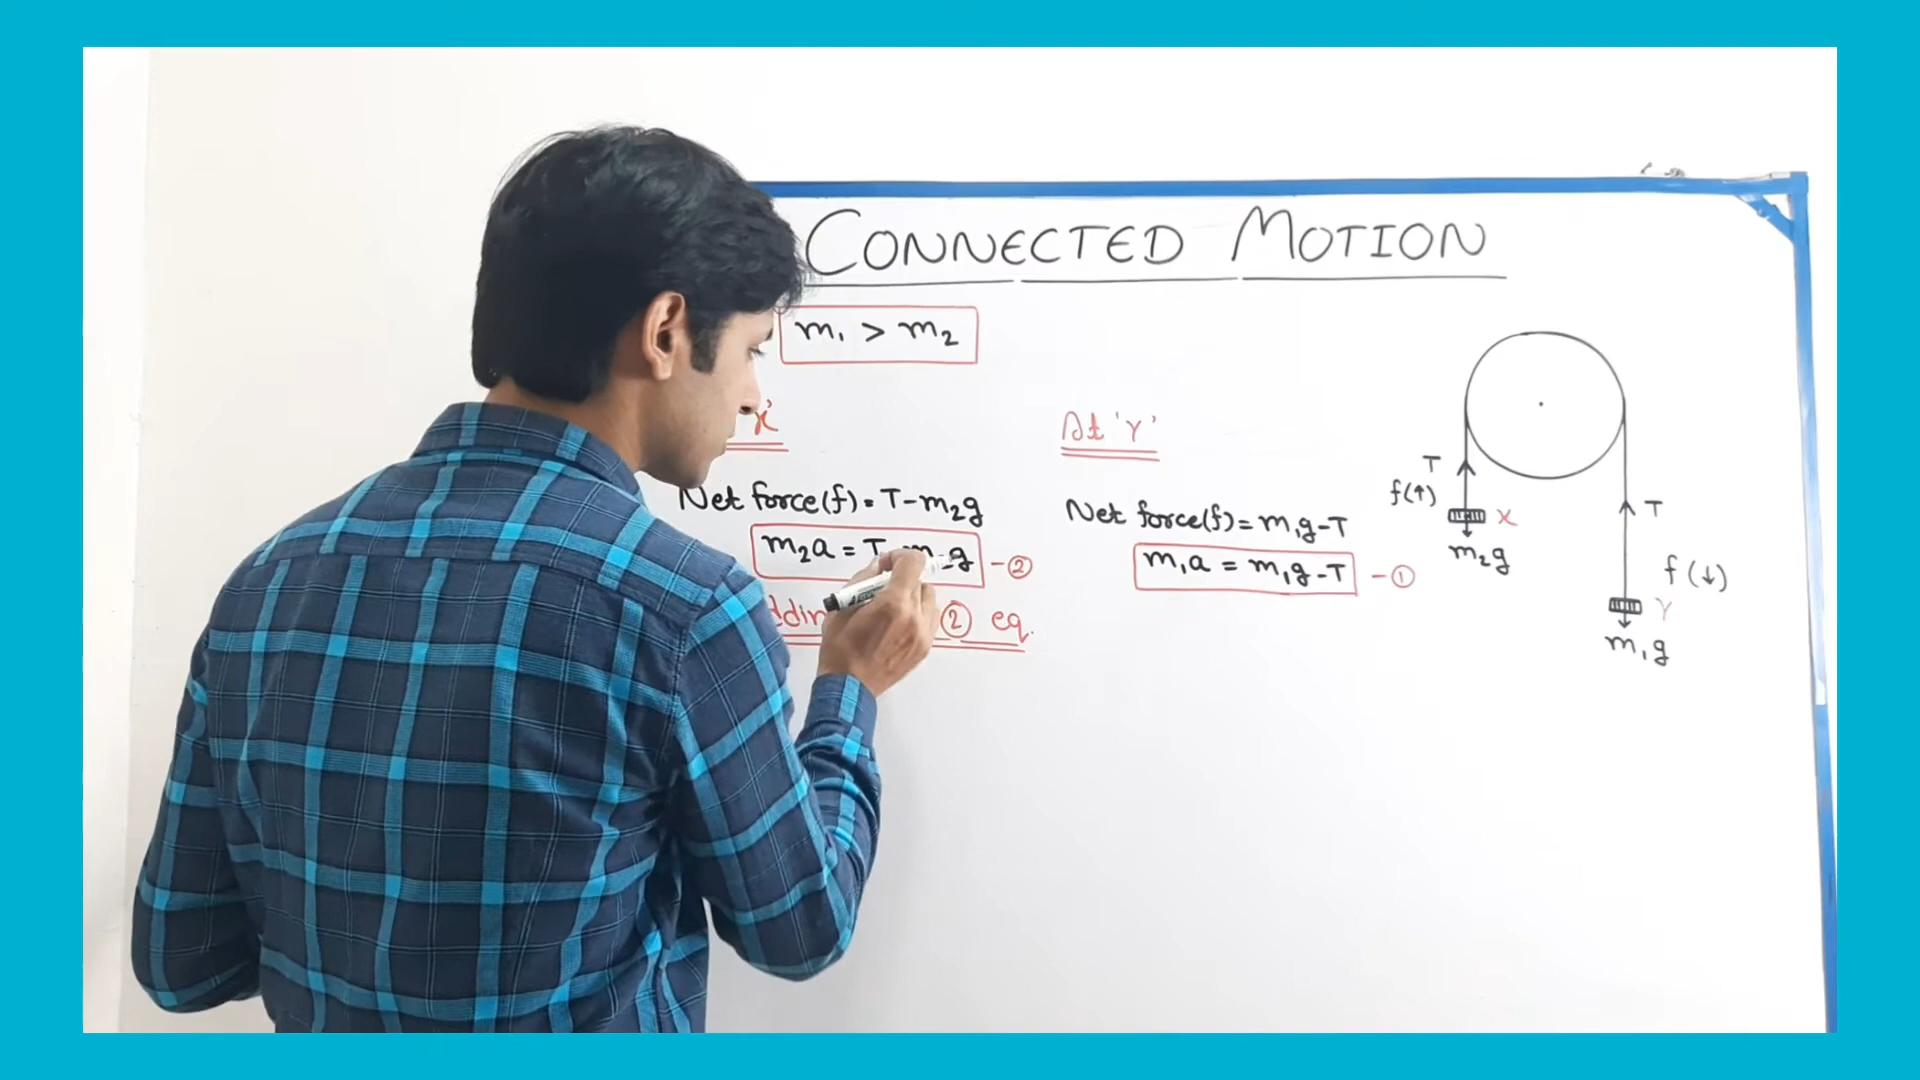 CONNECTED MOTION
m₁ > m₂
'x'
Net force(f) = T-m₂g
m₂a = T g -②
② eq.
At 'Y'
Net force(f) = m₁g-T
m₁a = m₁g-T -①
T
f(↑)
X
m₂g
T
f(↓)
Y
m₁g